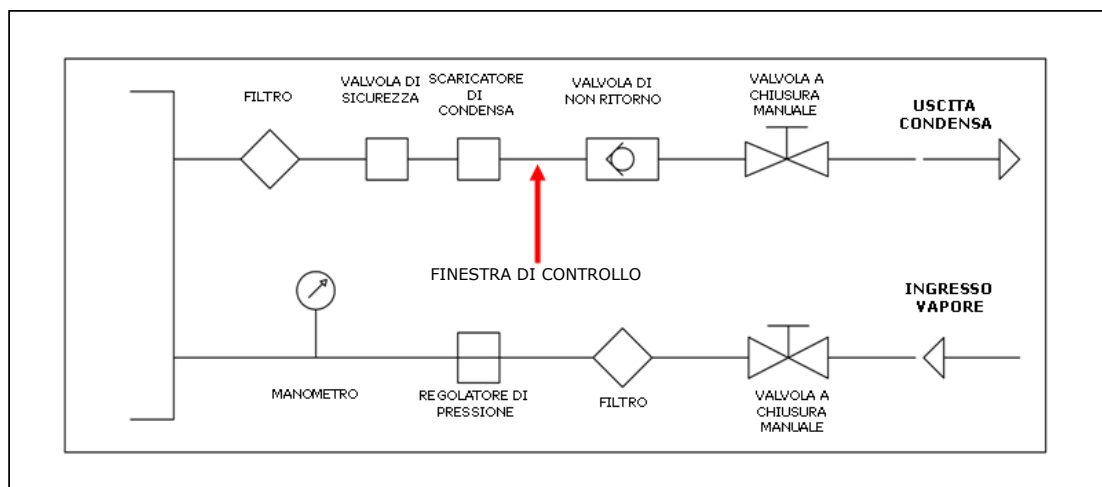 FILTRO
VALVOLA DI
SICUREZZA
SCARICATORE
DI
CONDENSA
VALVOLA DI
NON RITORNO
VALVOLA A
CHIUSURA
MANUALE
USCITA
CONDENSA
FINESTRA DI CONTROLLO
INGRESSO
VAPORE
MANOMETRO
REGOLATORE DI
PRESSIONE
FILTRO
VALVOLA A
CHIUSURA
MANUALE